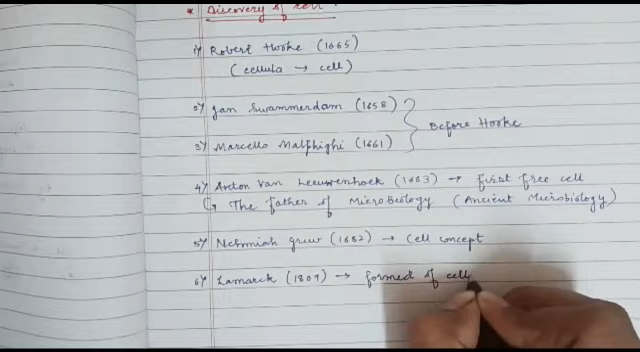 * Discovery of cell :
1) Robert Hooke (1665)
(cellula → cell)
2) Jan Swammerdam (1658)
3) Marcello Malphighi (1661)
Before Hooke
4) Anton Van Leeuwenhoek (1683) → first free cell
↳ The father of Microbiology (Ancient Microbiology)
5) Nehmiah grew (1682) → Cell concept
6) Lamarck (1809) → formed of cell